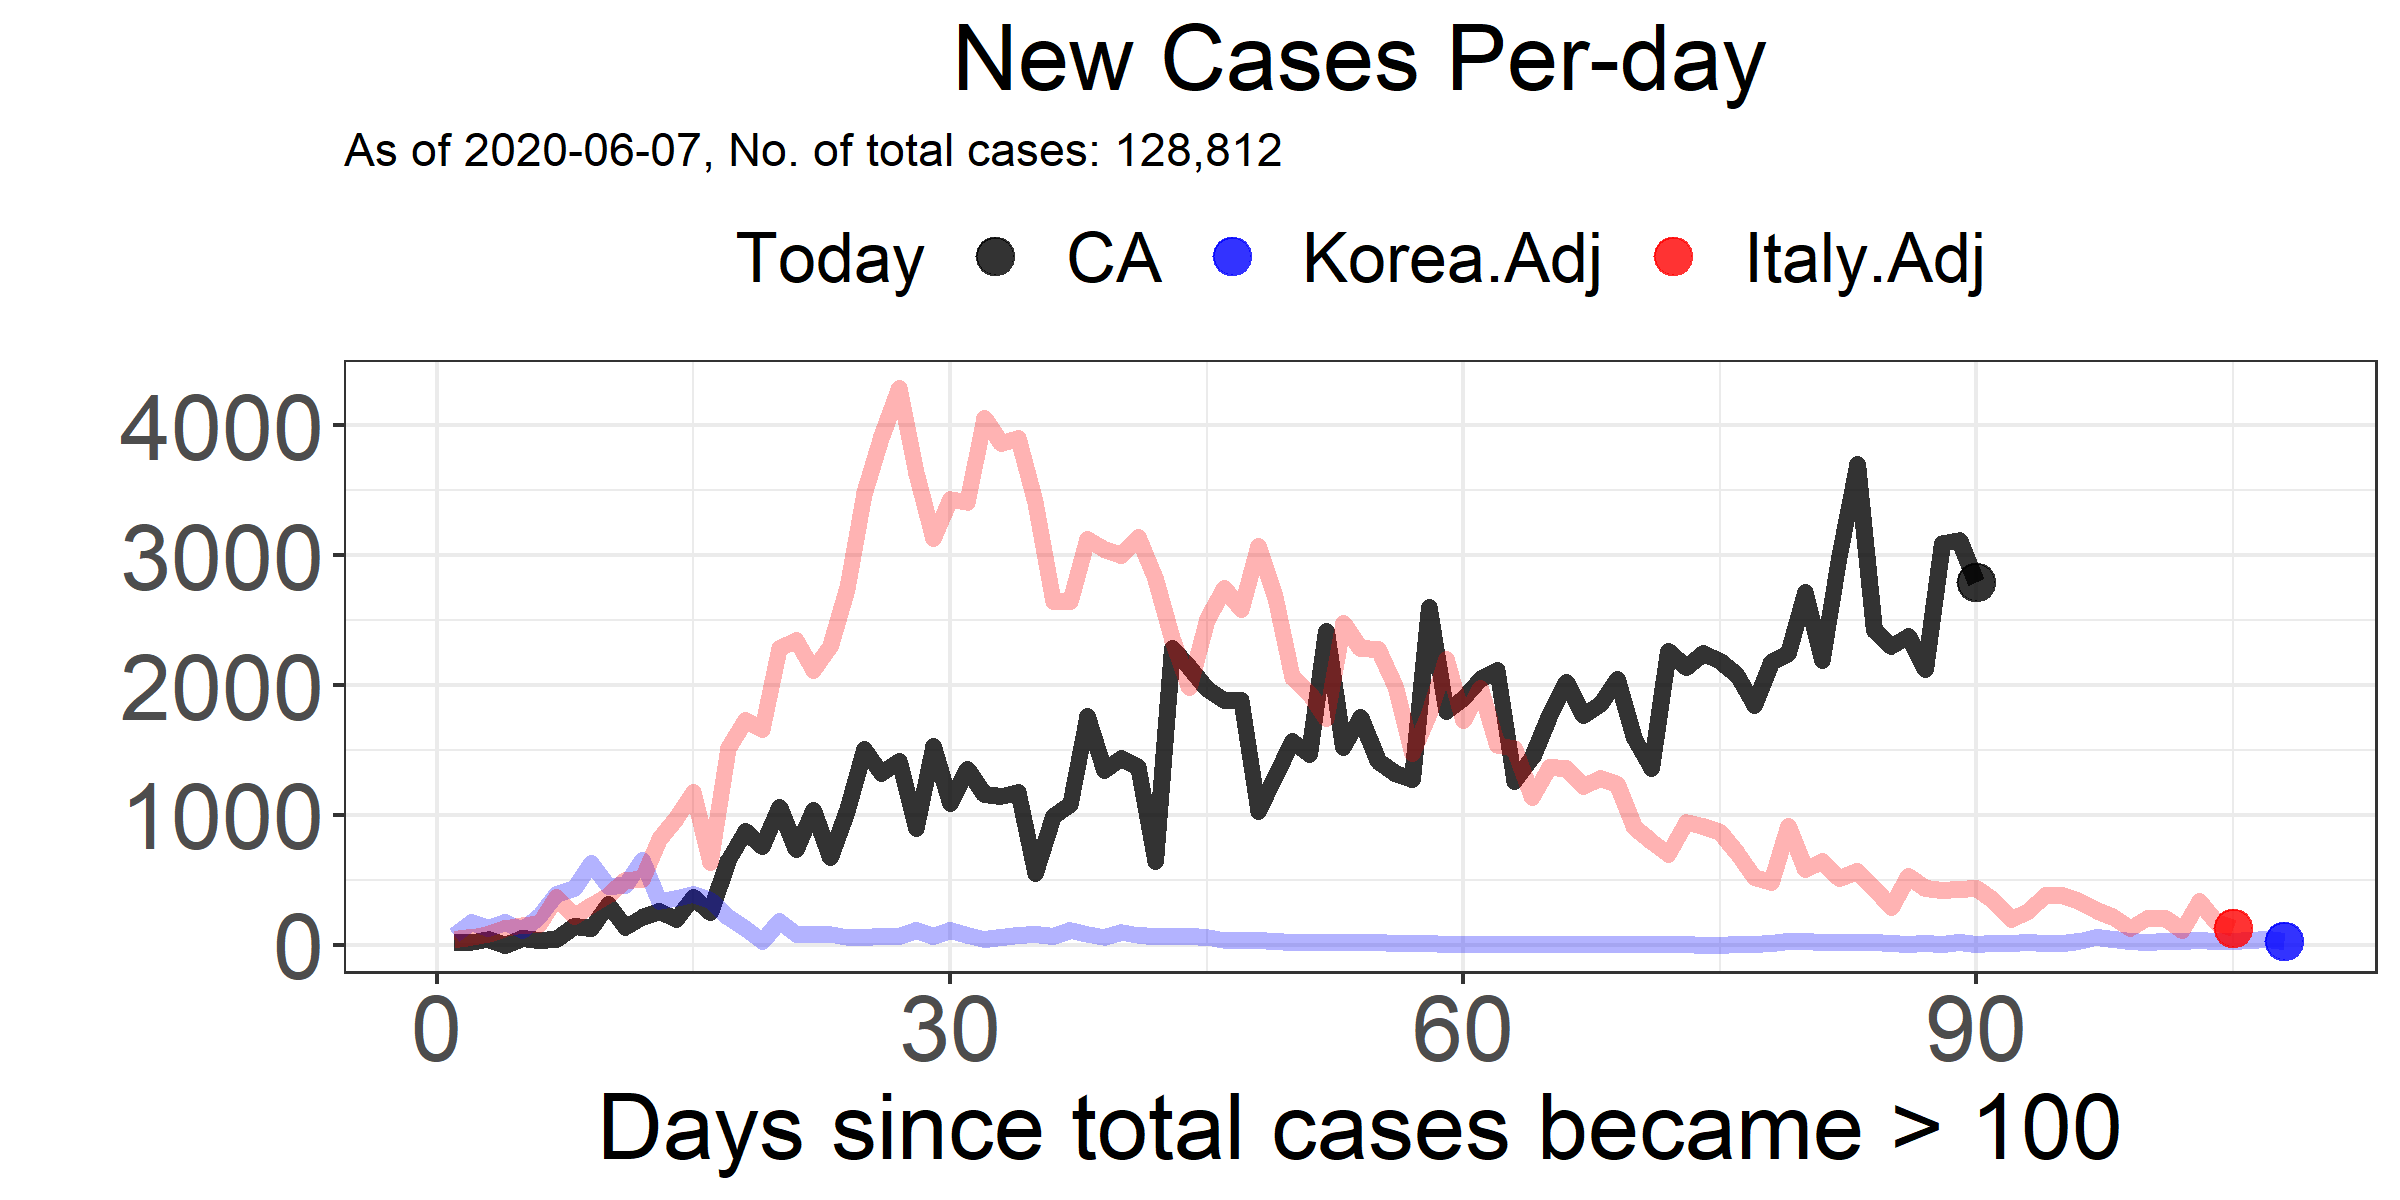 New Cases Per-day
As of 2020-06-07, No. of total cases: 128,812
Today CA Korea.Adj Italy.Adj
4000
3000
2000
1000
0
0 30 60 90
Days since total cases became > 100